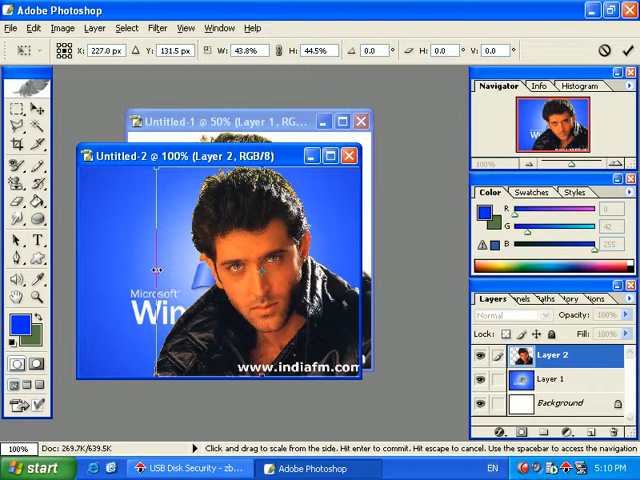 Adobe Photoshop
File Edit Image Layer Select Filter View Window Help
X: 227.0 px Y: 131.5 px W: 43.8% H: 44.5% 0.0 ° H: 0.0 ° V: 0.0 °
Untitled-1 @ 50% (Layer 1, RG...
Untitled-2 @ 100% (Layer 2, RGB/8)
Microsoft
Win
www.indiafm.com
Navigator Info Histogram
100%
Color Swatches Styles
R 0
G 42
B 255
Layers nnels Paths tory tions
Normal Opacity: 100%
Lock: Fill: 100%
Layer 2
Layer 1
Background
100% Doc: 269.7K/639.5K Click and drag to scale from the side. Hit enter to commit. Hit escape to cancel. Use the spacebar to access the navigation
start USB Disk Security - zb... Adobe Photoshop EN 5:10 PM